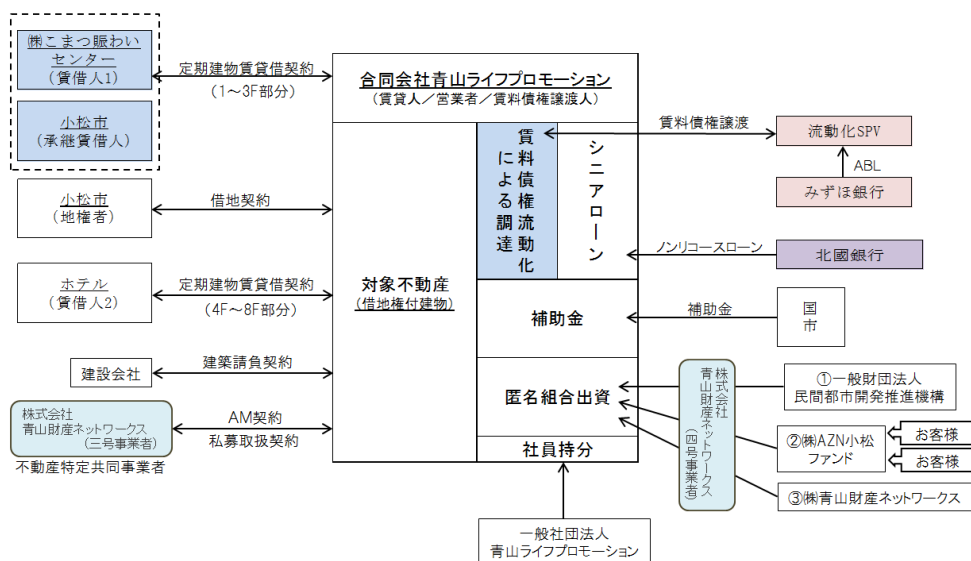 ㈱こまつ賑わい
センター
(賃借人1)
小松市
(承継賃借人)
小松市
(地権者)
ホテル
(賃借人2)
建設会社
株式会社
青山財産ネットワークス
(三号事業者)
不動産特定共同事業者
定期建物賃貸借契約
(1～3F部分)
借地契約
定期建物賃貸借契約
(4F～8F部分)
建築請負契約
AM契約
私募取扱契約
合同会社青山ライフプロモーション
(賃貸人／営業者／賃料債権譲渡人)
対象不動産
(借地権付建物)
賃料債権流動化
による調達
シニアローン
補助金
匿名組合出資
社員持分
一般社団法人
青山ライフプロモーション
賃料債権譲渡
流動化SPV
ABL
みずほ銀行
ノンリコースローン
北國銀行
補助金
国
市
株式会社
青山財産ネットワークス
(四号事業者)
①一般財団法人
民間都市開発推進機構
②㈱AZN小松
ファンド
お客様
お客様
③㈱青山財産ネットワークス